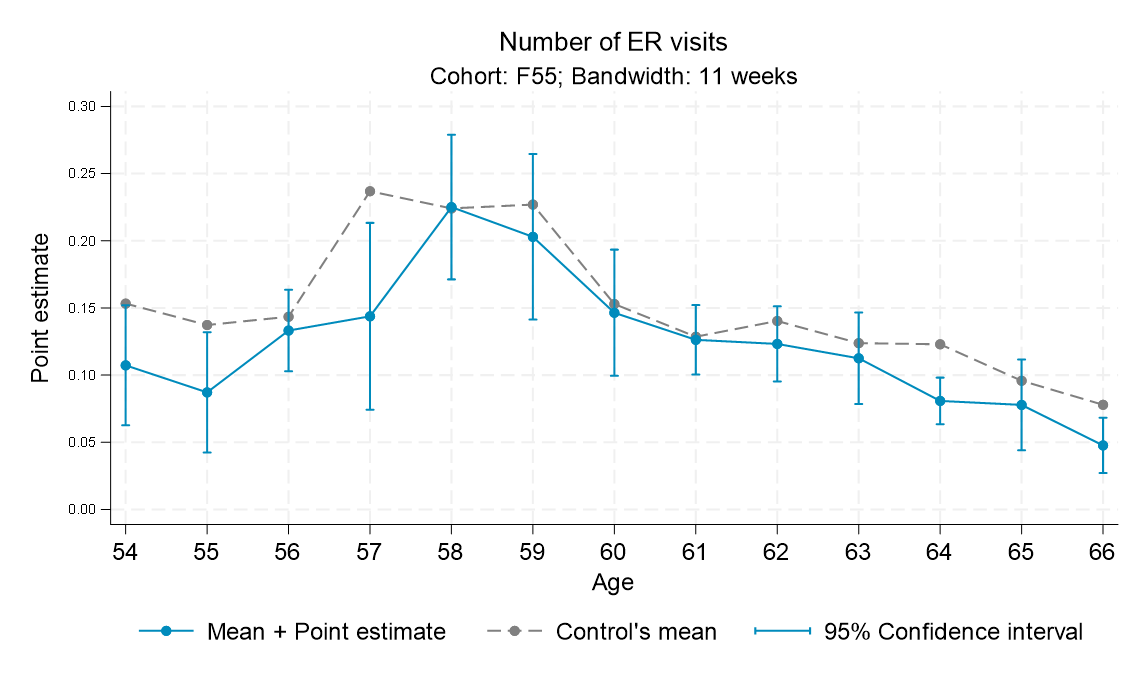 Number of ER visits
Cohort: F55; Bandwidth: 11 weeks
Point estimate
0.30
0.25
0.20
0.15
0.10
0.05
0.00
54 55 56 57 58 59 60 61 62 63 64 65 66
Age
Mean + Point estimate Control's mean 95% Confidence interval